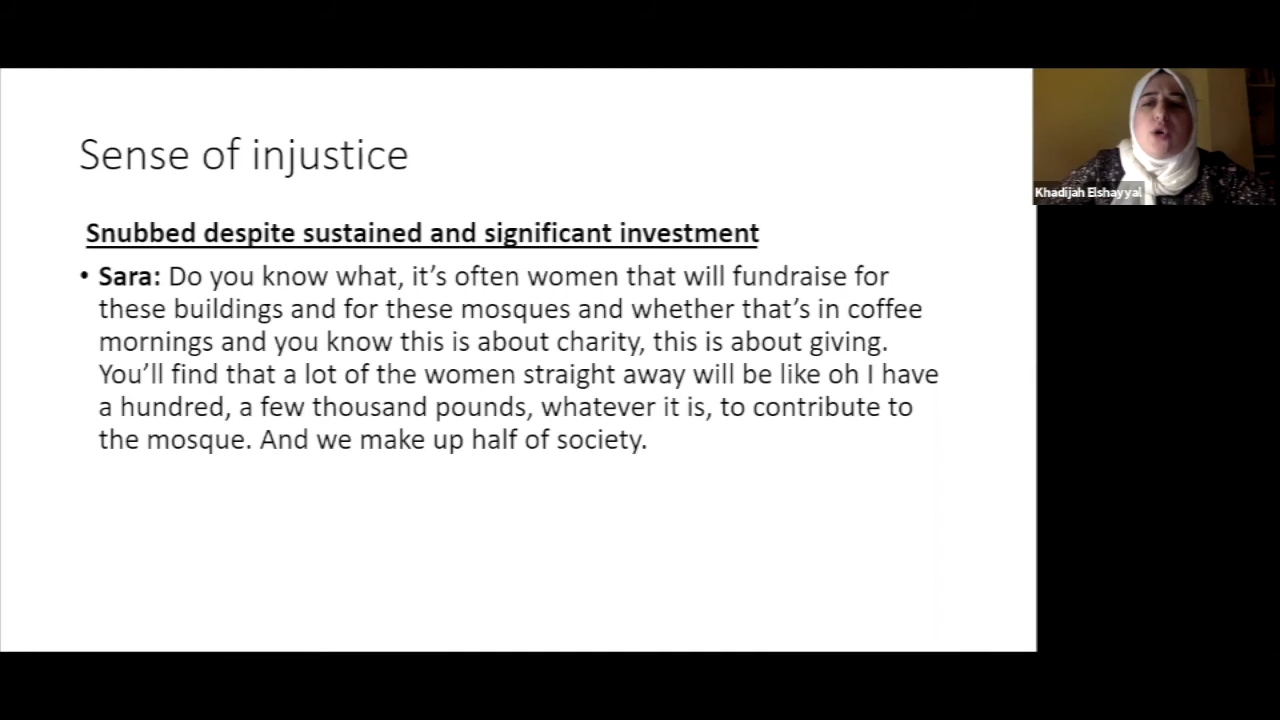 Sense of injustice
Snubbed despite sustained and significant investment
• Sara: Do you know what, it’s often women that will fundraise for
these buildings and for these mosques and whether that’s in coffee
mornings and you know this is about charity, this is about giving.
You’ll find that a lot of the women straight away will be like oh I have
a hundred, a few thousand pounds, whatever it is, to contribute to
the mosque. And we make up half of society.
Khadijah Elshayyal